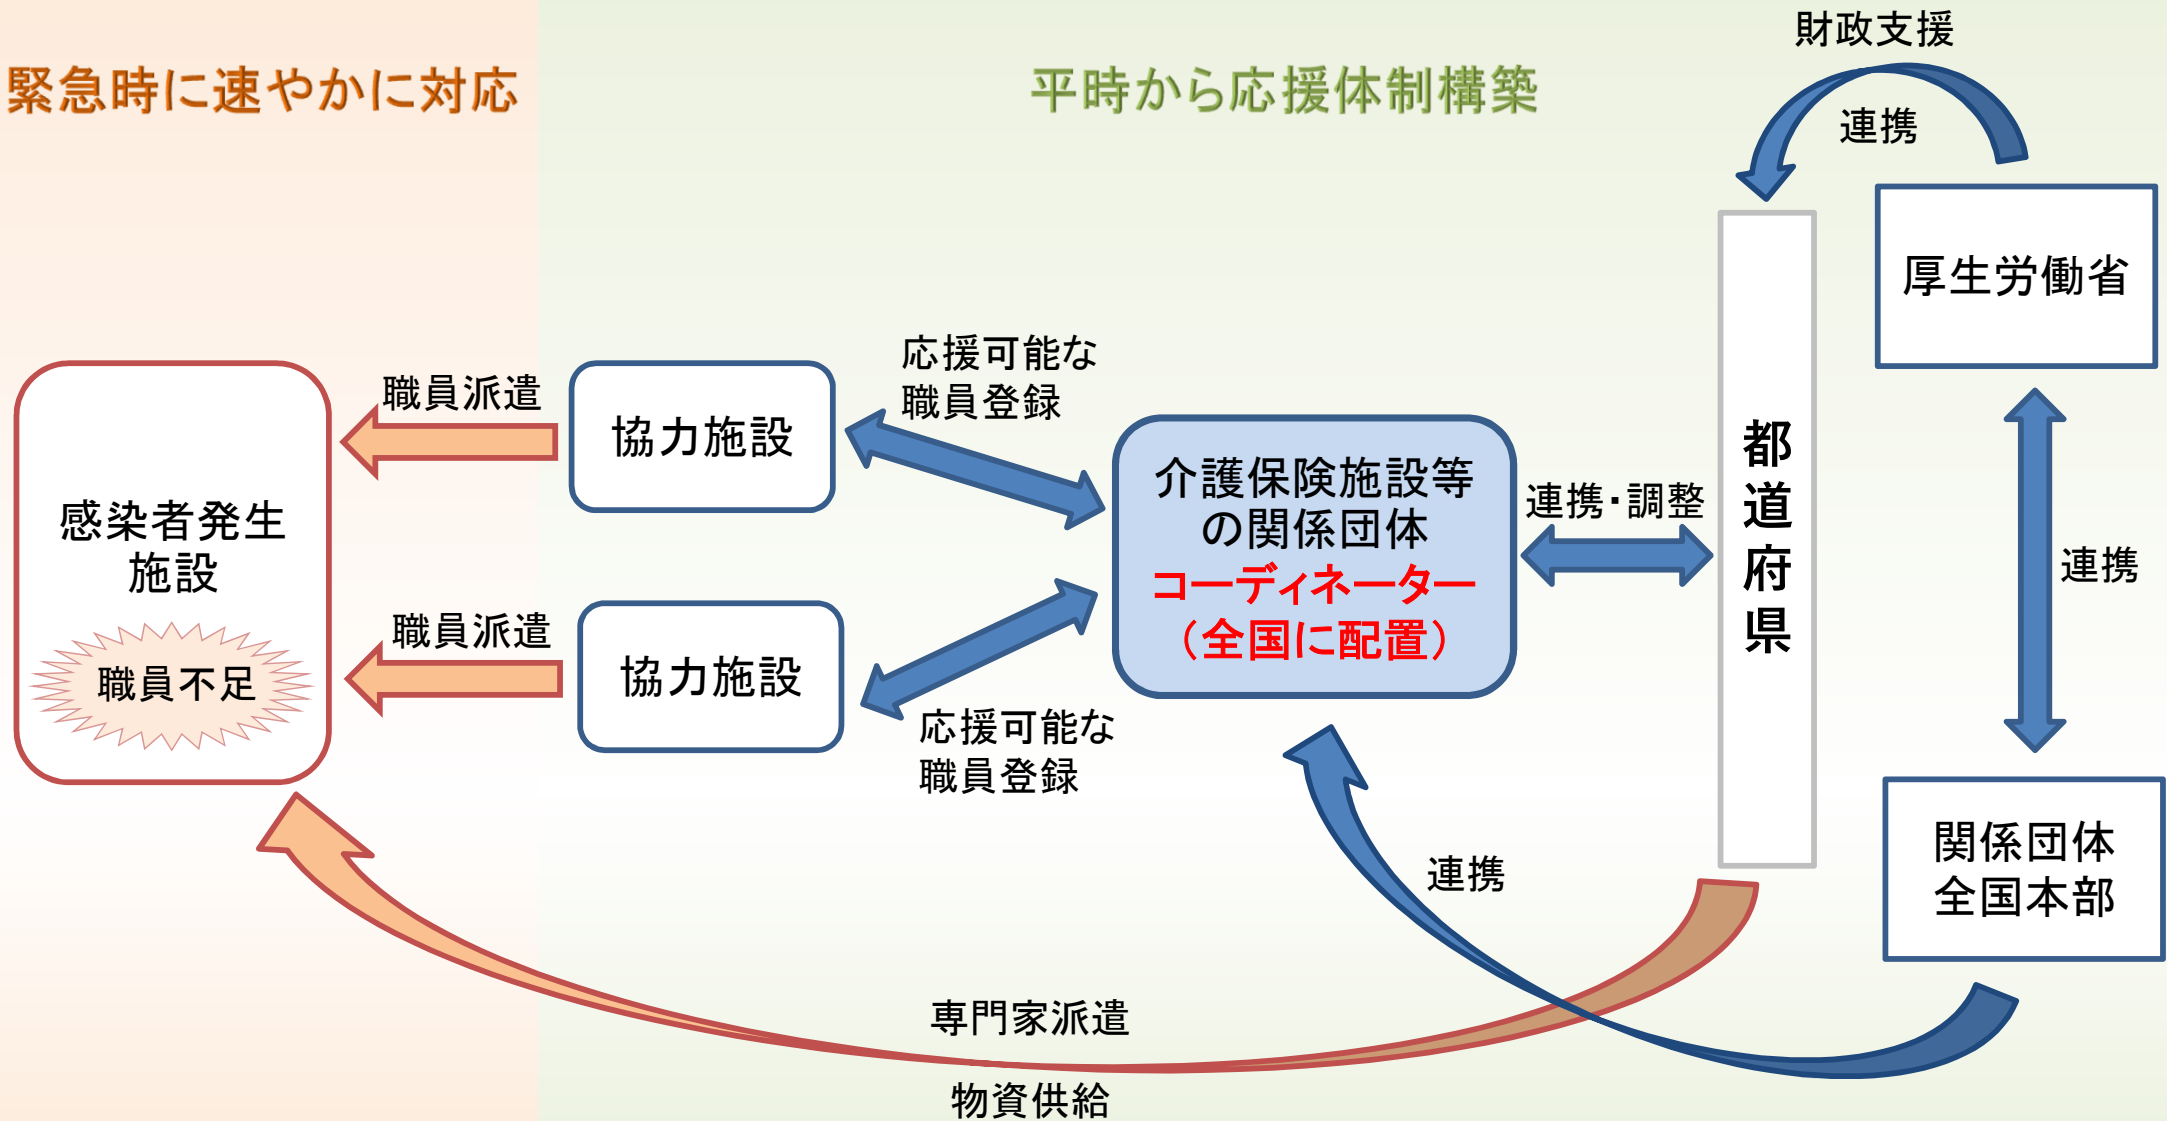 財政支援
緊急時に速やかに対応
平時から応援体制構築
連携
厚生労働省
応援可能な
職員登録
職員派遣
協力施設
都道府県
介護保険施設等
の関係団体
コーディネーター
（全国に配置）
連携・調整
感染者発生
施設
連携
職員派遣
協力施設
職員不足
応援可能な
職員登録
関係団体
全国本部
連携
専門家派遣
物資供給